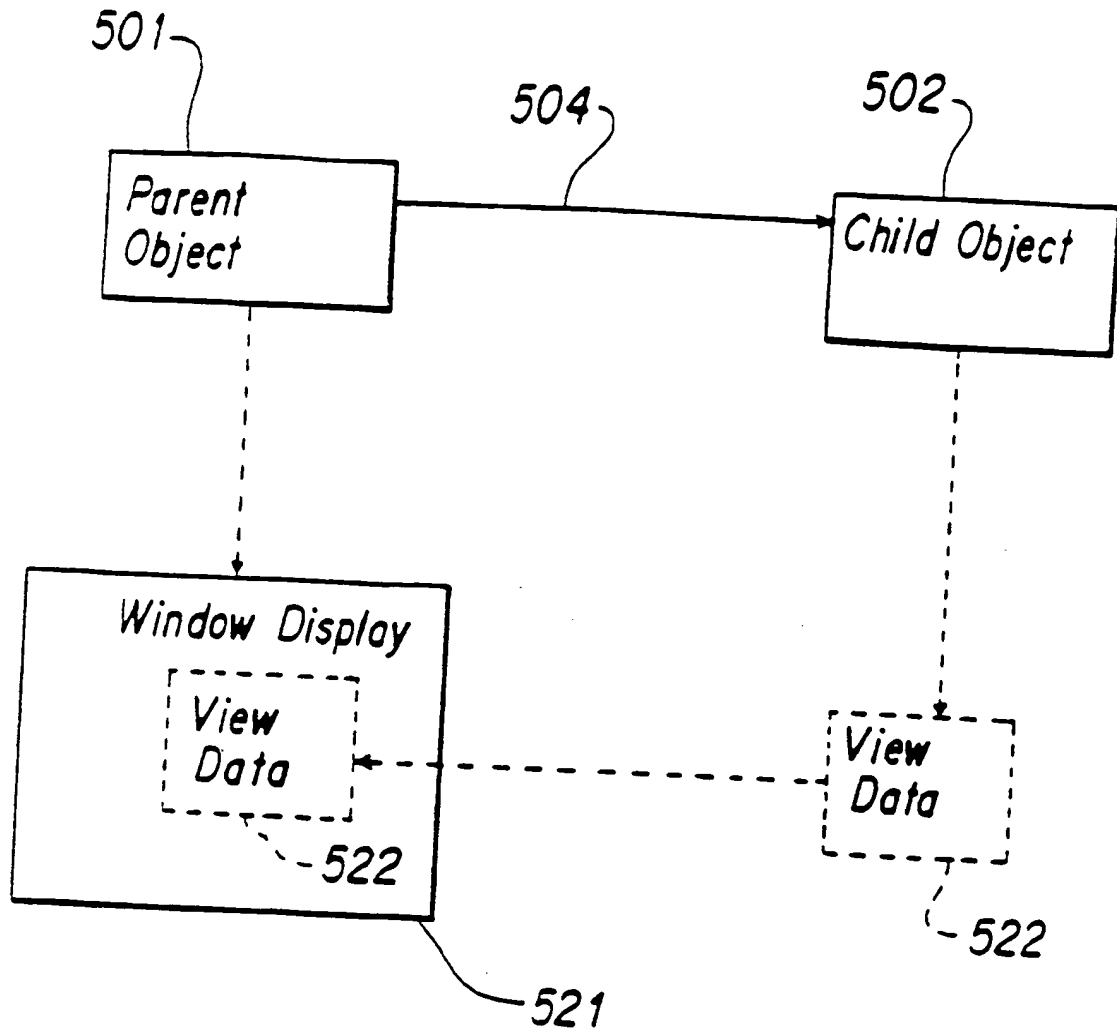 501
504
502
Parent
Object
Child Object
Window Display
View
Data
View
Data
522
522
521